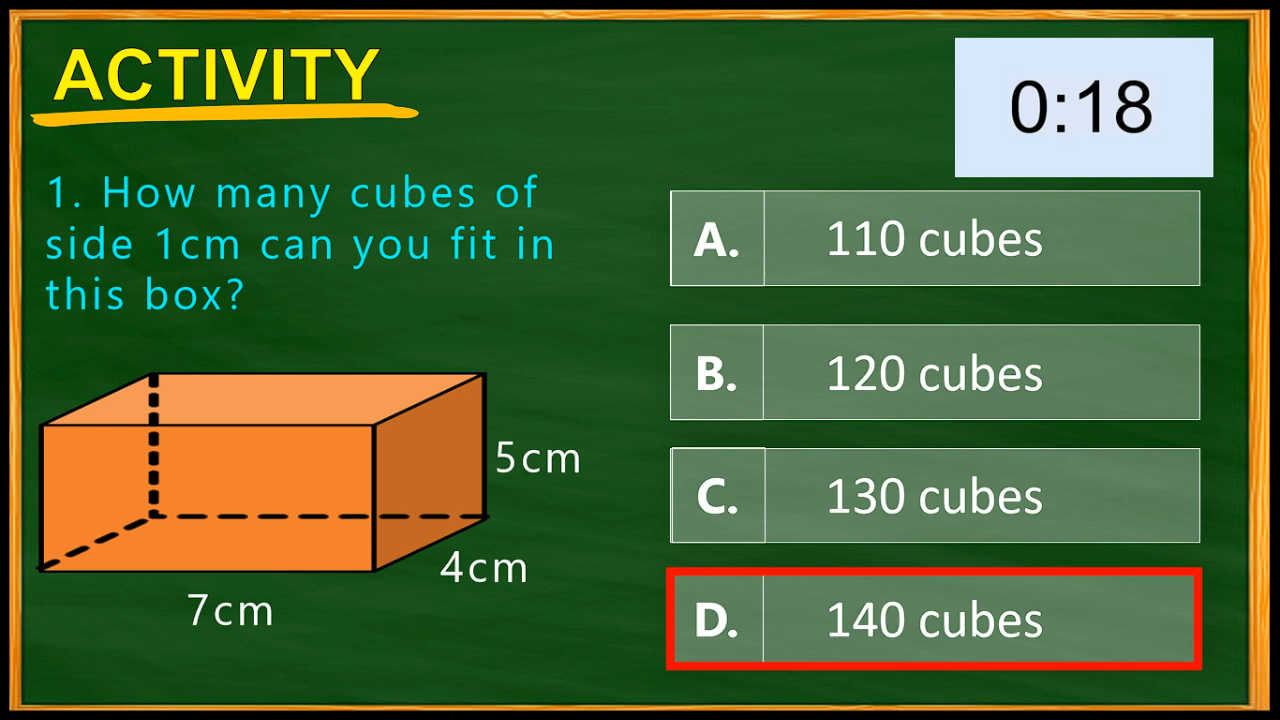 ACTIVITY
0:18
1. How many cubes of
side 1cm can you fit in
this box?
5cm
4cm
7cm
A. 110 cubes
B. 120 cubes
C. 130 cubes
D. 140 cubes